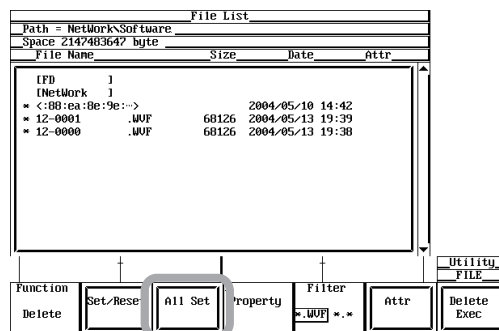 File List
Path = NetWork\Software
Space 2147483647 byte
File Name Size Date Attr
[FD ]
[NetWork ]
* <:88:ea:8e:9e:…> 2004/05/10 14:42
* 12-0001 .WVF 68126 2004/05/13 19:39
* 12-0000 .WVF 68126 2004/05/13 19:38
Utility
FILE
Function
Delete
Set/Reset
All Set
Property
Filter
*.WVF *.*
Attr
Delete
Exec